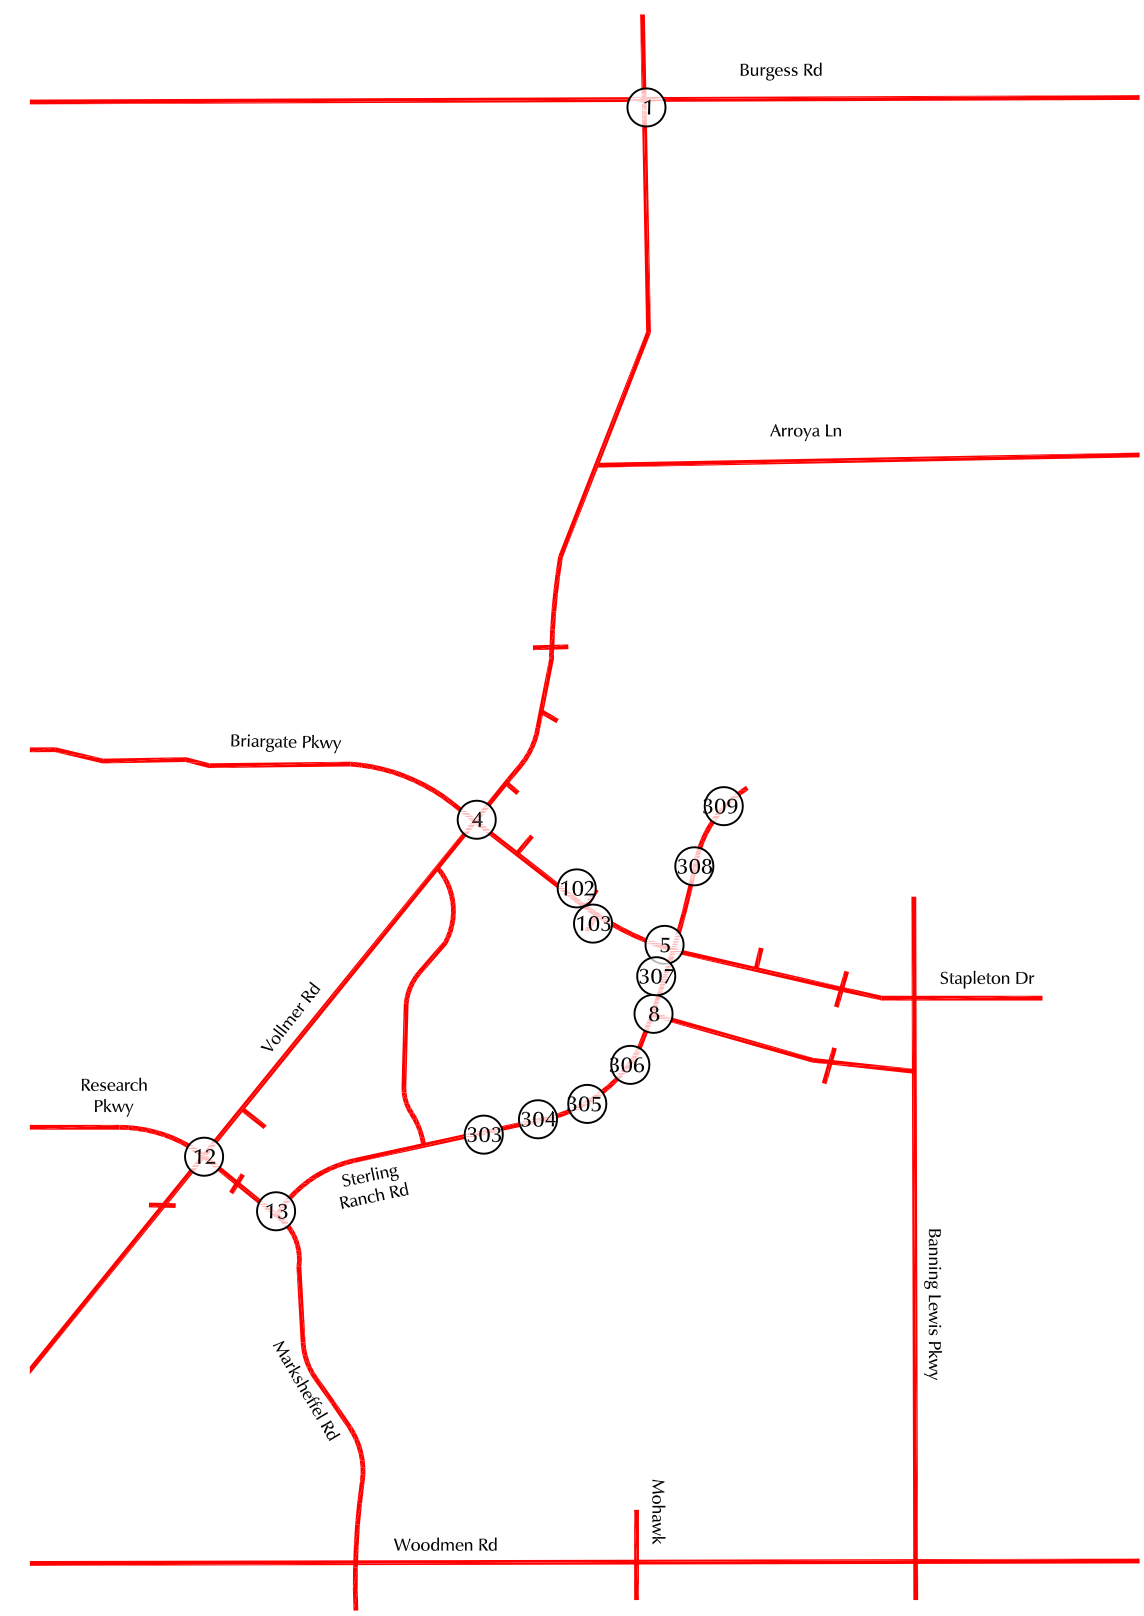 Burgess Rd
1
Arroya Ln
Briargate Pkwy
309
4
308
102
103
5
307
Stapleton Dr
Vollmer Rd
8
306
Research
Pkwy
305
304
303
12
Sterling
Ranch Rd
13
Banning Lewis Pkwy
Marksheffel Rd
Mohawk
Woodmen Rd